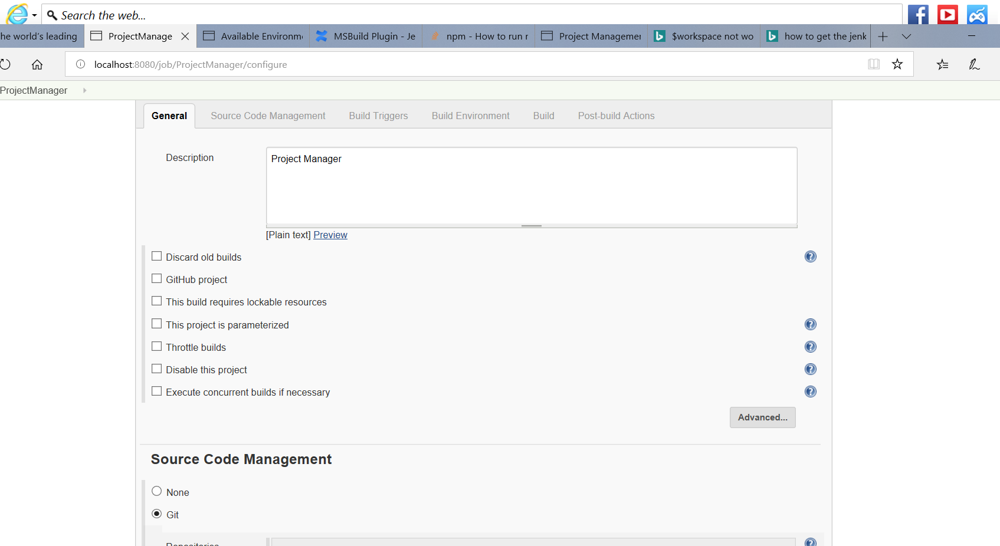 Search the web...
he world's leading
ProjectManage
Available Environm
MSBuild Plugin - Je
npm - How to run r
Project Managemer
$workspace not wo
how to get the jenk
localhost:8080/job/ProjectManager/configure
ProjectManager
General
Source Code Management
Build Triggers
Build Environment
Build
Post-build Actions
Description
Project Manager
[Plain text] Preview
Discard old builds
GitHub project
This build requires lockable resources
This project is parameterized
Throttle builds
Disable this project
Execute concurrent builds if necessary
Advanced...
Source Code Management
None
Git
Repositories